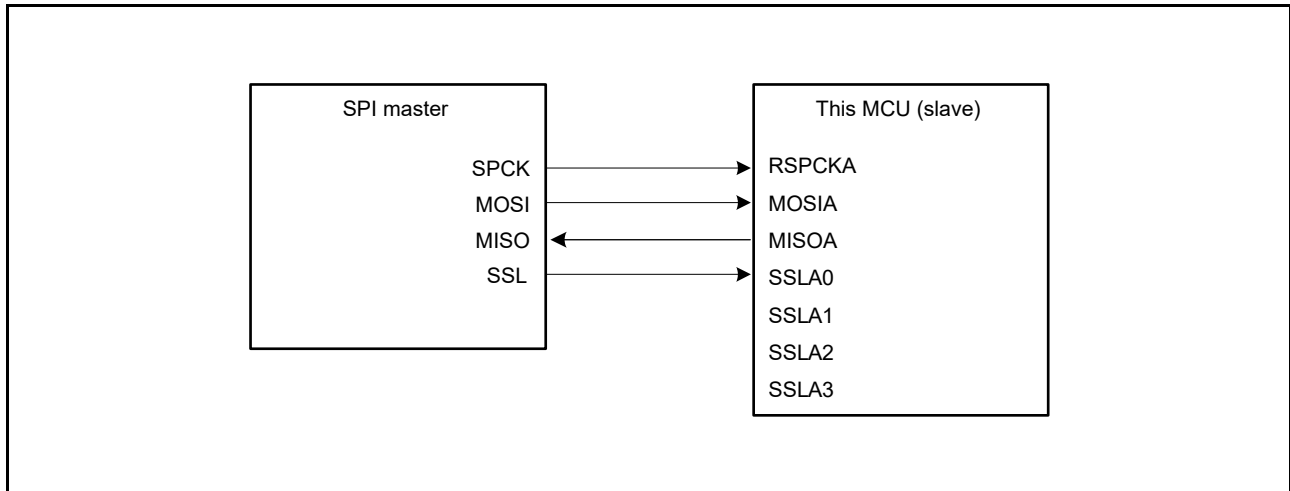 SPI master
SPCK
MOSI
MISO
SSL
This MCU (slave)
RSPCKA
MOSIA
MISOA
SSLA0
SSLA1
SSLA2
SSLA3